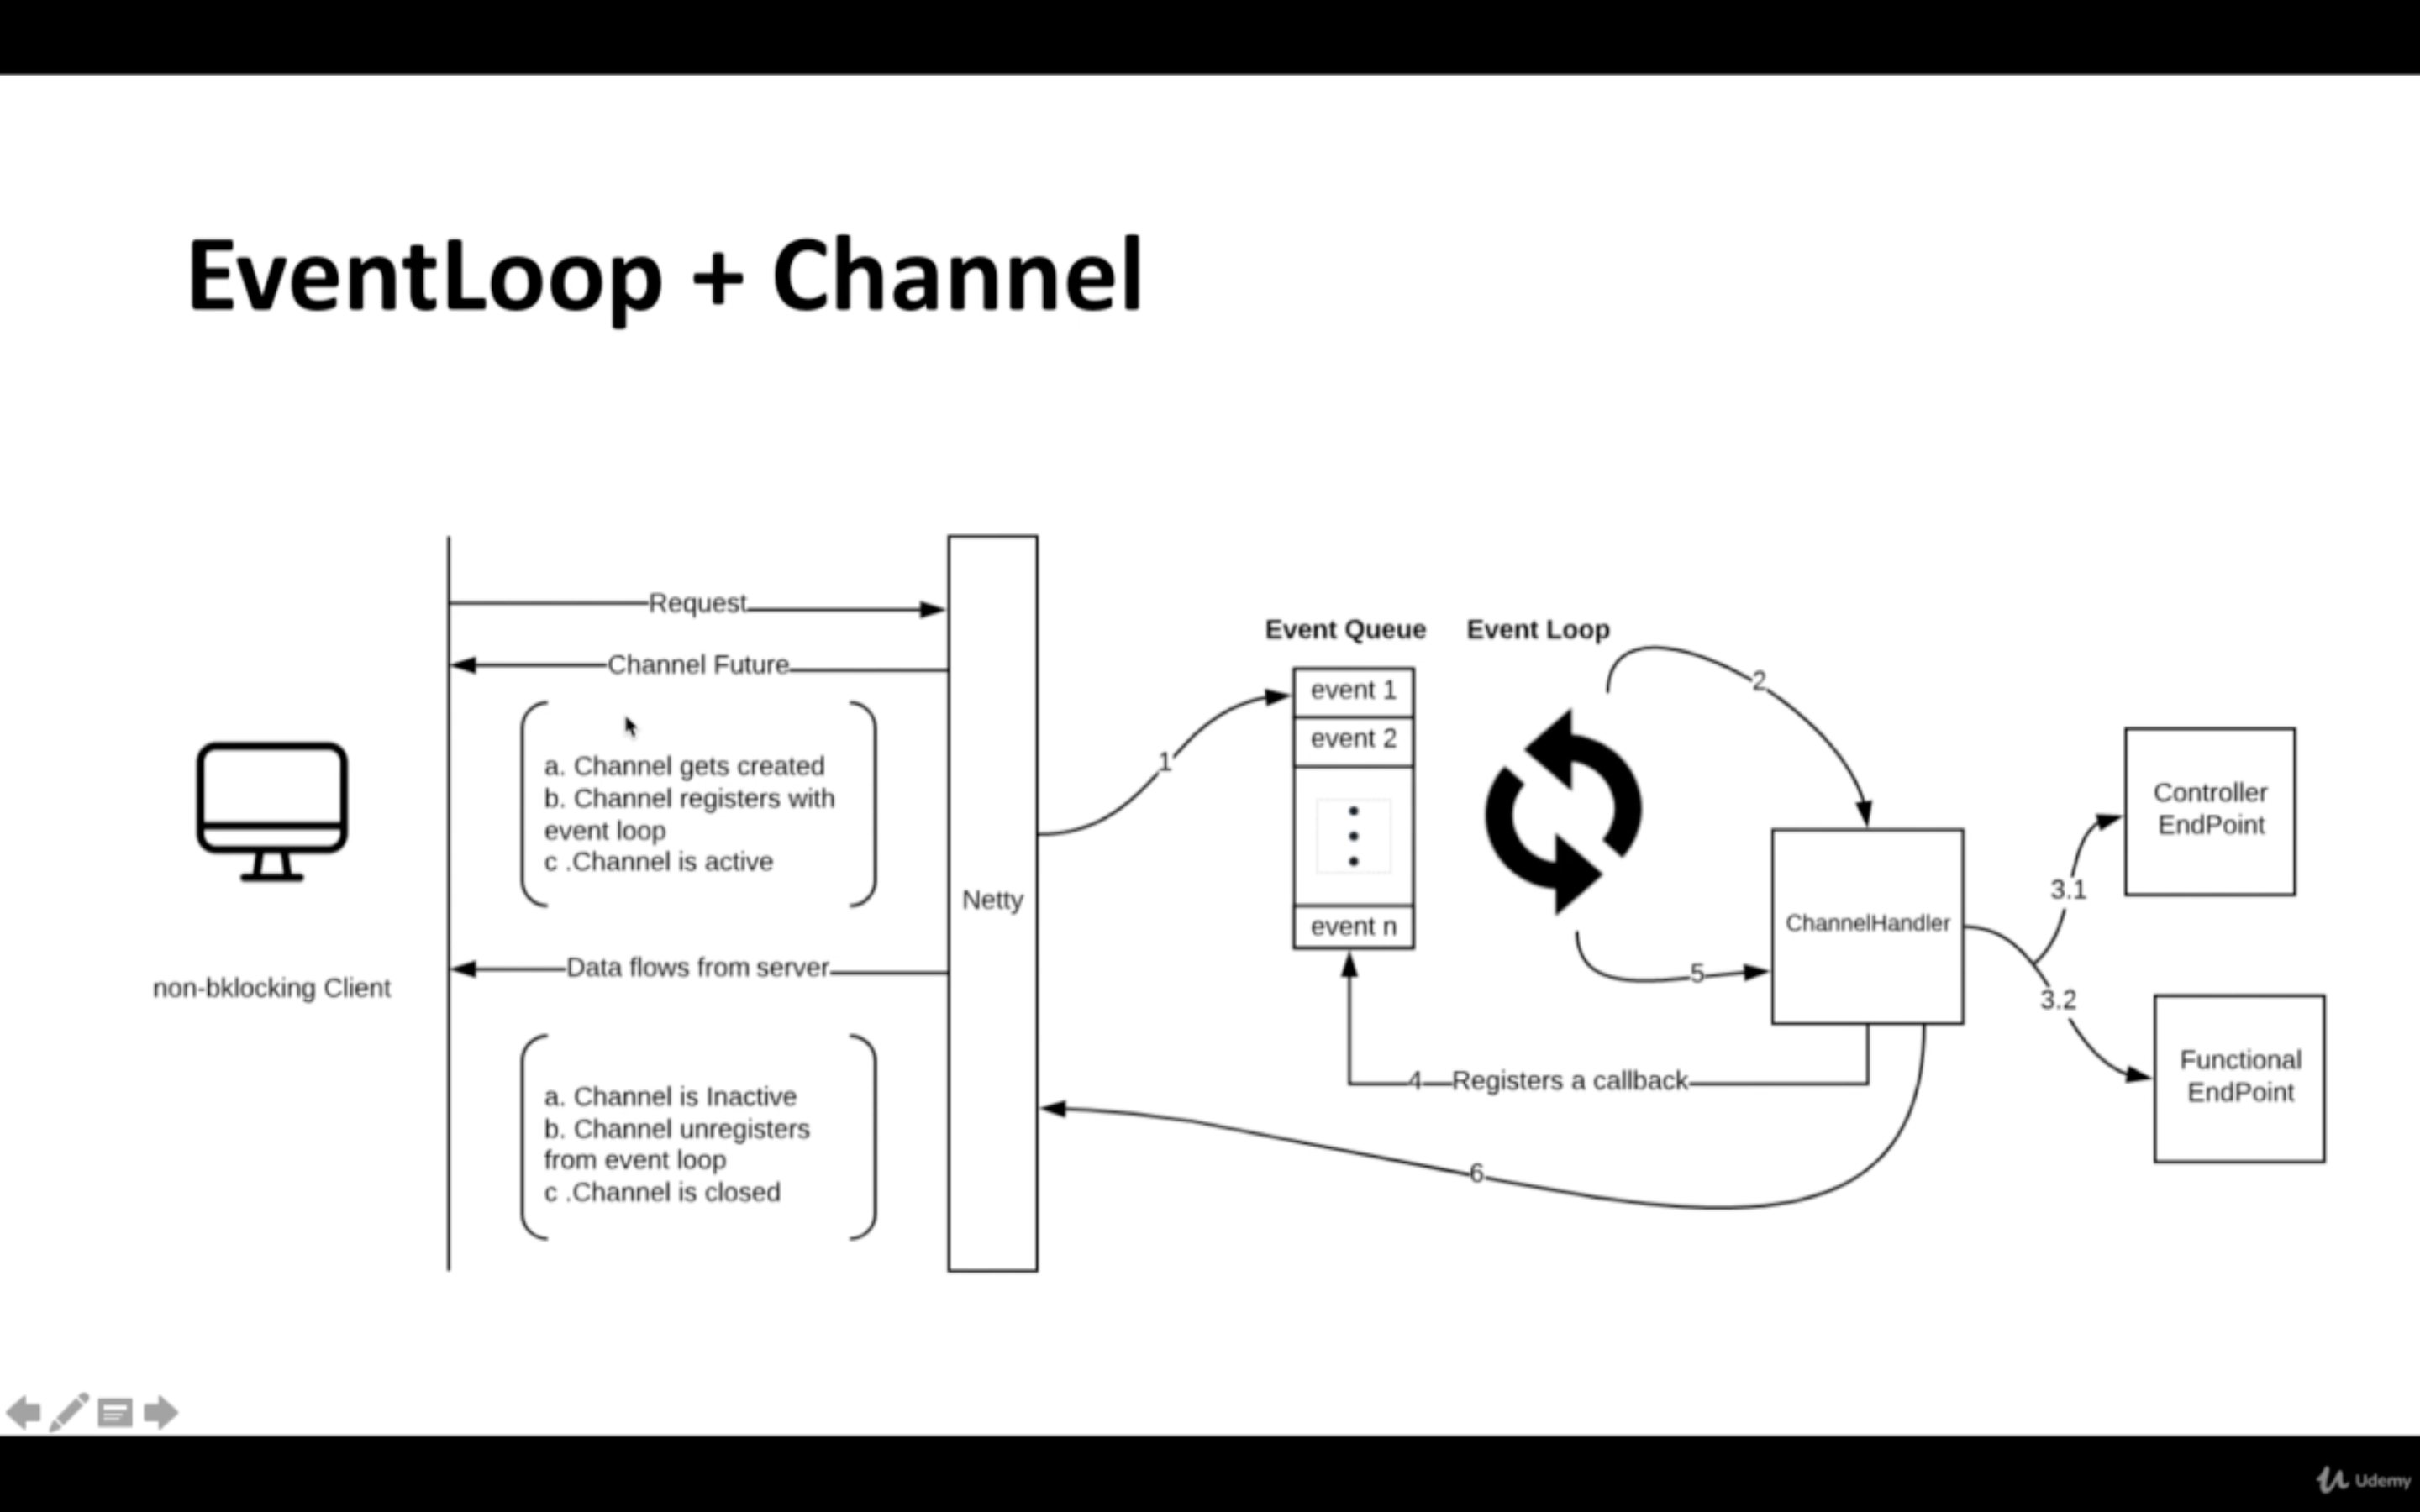 EventLoop + Channel
Request
Channel Future
a. Channel gets created
b. Channel registers with
event loop
c .Channel is active
Data flows from server
a. Channel is Inactive
b. Channel unregisters
from event loop
c .Channel is closed
non-bklocking Client
Netty
1
Event Queue
event 1
event 2
event n
Event Loop
2
5
ChannelHandler
3.1
3.2
Controller
EndPoint
Functional
EndPoint
4
Registers a callback
6
Udemy